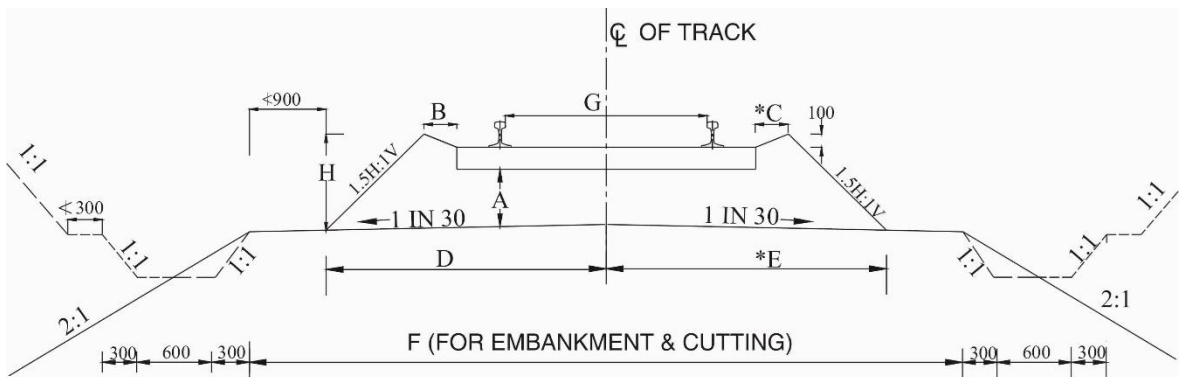 ℄ OF TRACK
≮900
B
G
*C
100
1:1
H
1.5H:1V
A
1.5H:1V
1:1
≮300
1 IN 30
1 IN 30
1:1
1:1
1:1
1:1
D
*E
2:1
2:1
F (FOR EMBANKMENT & CUTTING)
300
600
300
300
600
300